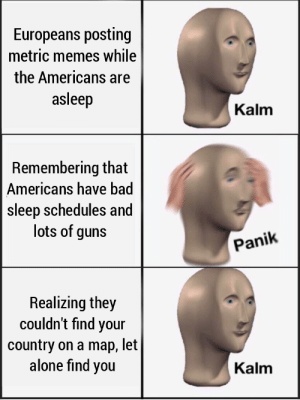 Europeans posting
metric memes while
the Americans are
asleep
Kalm
Remembering that
Americans have bad
sleep schedules and
lots of guns
Panik
Realizing they
couldn't find your
country on a map, let
alone find you
Kalm